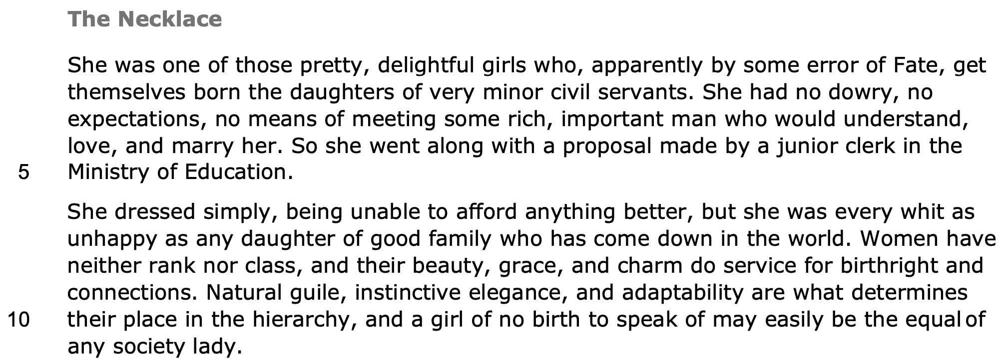 The Necklace
She was one of those pretty, delightful girls who, apparently by some error of Fate, get
themselves born the daughters of very minor civil servants. She had no dowry, no
expectations, no means of meeting some rich, important man who would understand,
love, and marry her. So she went along with a proposal made by a junior clerk in the
5 Ministry of Education.
She dressed simply, being unable to afford anything better, but she was every whit as
unhappy as any daughter of good family who has come down in the world. Women have
neither rank nor class, and their beauty, grace, and charm do service for birthright and
connections. Natural guile, instinctive elegance, and adaptability are what determines
10 their place in the hierarchy, and a girl of no birth to speak of may easily be the equal of
any society lady.